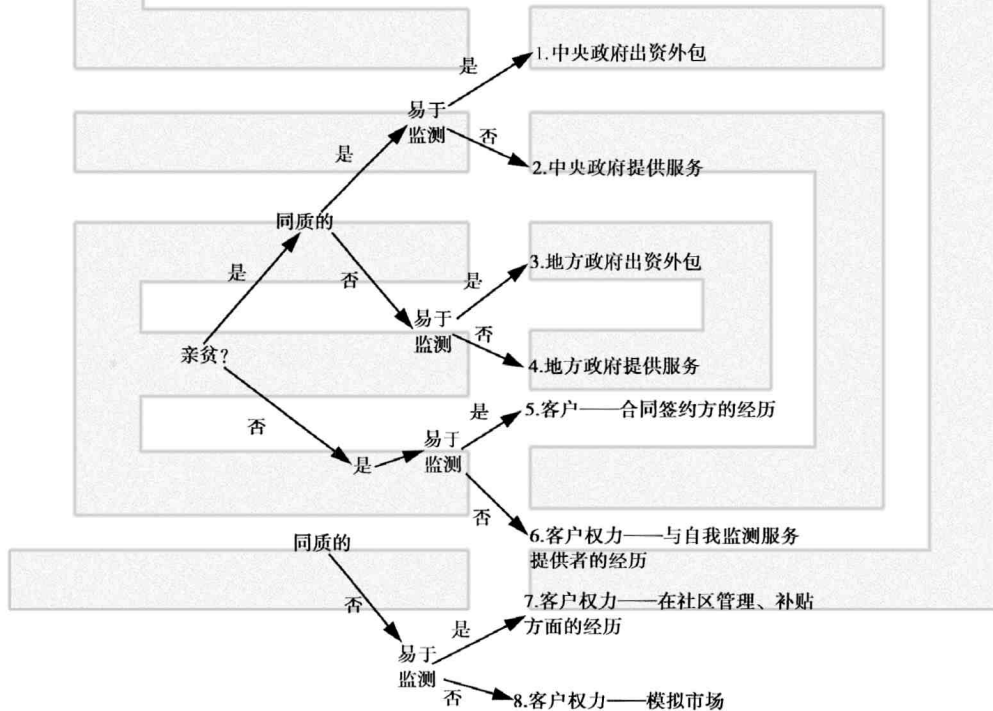 是
1.中央政府出资外包
易于
监测
否
是
2.中央政府提供服务
同质的
是
否
是
3.地方政府出资外包
易于
监测
否
亲贫?
4.地方政府提供服务
是
5.客户——合同签约方的经历
否
易于
监测
是
否
6.客户权力——与自我监测服务
提供者的经历
同质的
否
7.客户权力——在社区管理、补贴
方面的经历
是
易于
监测
否
8.客户权力——模拟市场